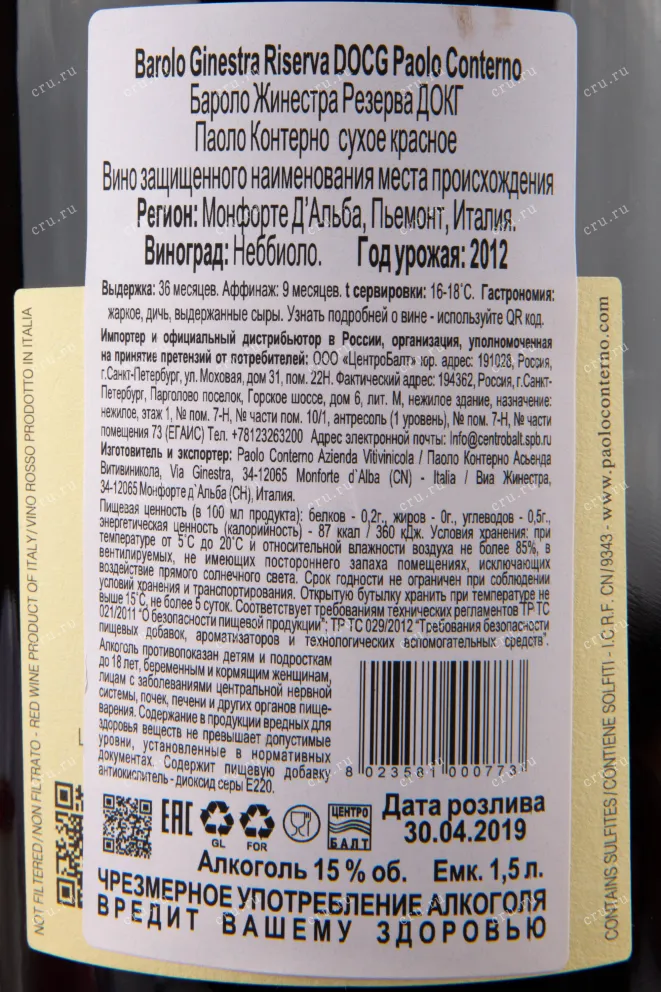 Barolo Ginestra Riserva DOCG Paolo Conterno
Бароло Жинестра Резерва ДОКГ
Паоло Контерно сухое красное
Вино защищенного наименования места происхождения
Регион: Монфорте Д'Альба, Пьемонт, Италия.
Виноград: Неббиоло. Год урожая: 2012
Выдержка: 36 месяцев. Аффинаж: 9 месяцев. t сервировки: 16-18˚C. Гастрономия:
жаркое, дичь, выдержанные сыры. Узнать подробней о вине - используйте QR код.
Импортер и официальный дистрибьютор в России, организация, уполномоченная
на принятие претензий от потребителей: ООО «ЦентроБалт» юр. адрес: 191028, Россия,
г.Санкт-Петербург, ул. Моховая, дом 31, пом. 22Н. Фактический адрес: 194362, Россия, г.Санкт-
Петербург, Парголово поселок, Горское шоссе, дом 6, лит. М, нежилое здание, назначение:
нежилое, этаж 1, № пом. 7-Н, № части пом. 10/1, антресоль (1 уровень), № пом. 7-Н, № части
помещения 73 (ЕГАИС) Тел. +78123263200 Адрес электронной почты: Info@centrobalt.spb.ru
Изготовитель и экспортер: Paolo Conterno Azienda Vitivinicola / Паоло Контерно Асьенда
Витивиникола, Via Ginestra, 34-12065 Monforte d`Alba (CN) - Italia / Виа Жинестра,
34-12065 Монфорте д`Альба (CH), Италия.
Пищевая ценность (в 100 мл продукта): белков - 0,2г., жиров - 0г., углеводов - 0,5г.,
энергетическая ценность (калорийность) - 87 ккал / 360 кДж. Условия хранения: при
температуре от 5˚C до 20˚C и относительной влажности воздуха не более 85%, в
вентилируемых, не имеющих постороннего запаха помещениях, исключающих
воздействие прямого солнечного света. Срок годности не ограничен при соблюдении
условий хранения и транспортирования. Открытую бутылку хранить при температуре не
выше 15˚C, не более 5 суток. Соответствует требованиям технических регламентов ТР ТС
021/2011 "О безопасности пищевой продукции"; ТР ТС 029/2012 "Требования безопасности
пищевых добавок, ароматизаторов и технологических вспомогательных средств".
Алкоголь противопоказан детям и подросткам
до 18 лет, беременным и кормящим женщинам,
лицам с заболеваниями центральной нервной
системы, почек, печени и других органов пище-
варения. Содержание в продукции вредных для
здоровья веществ не превышает допустимые
уровни, установленные в нормативных
документах. Содержит пищевую добавку
антиокислитель - диоксид серы Е220.
8 023581 000773
EAC
GL
FOR
ЦЕНТРО
БАЛТ
Дата розлива
30.04.2019
Алкоголь 15 % об. Емк. 1,5 л.
ЧРЕЗМЕРНОЕ УПОТРЕБЛЕНИЕ АЛКОГОЛЯ
ВРЕДИТ ВАШЕМУ ЗДОРОВЬЮ
NOT FILTERED/NON FILTRATO - RED WINE PRODUCT OF ITALY/VINO ROSSO PRODOTTO IN ITALIA
CONTAINS SULFITES/CONTIENE SOLFITI - I.C.R.F. CN/9343 - www.paoloconterno.com
cru.ru